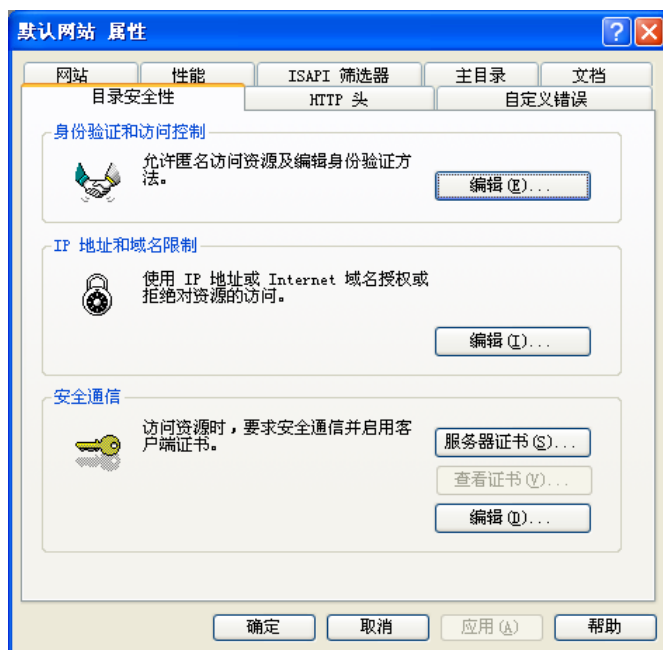 默认网站 属性
网站 性能 ISAPI 筛选器 主目录 文档
目录安全性 HTTP 头 自定义错误
身份验证和访问控制
允许匿名访问资源及编辑身份验证方
法。
编辑(E)...
IP 地址和域名限制
使用 IP 地址或 Internet 域名授权或
拒绝对资源的访问。
编辑(I)...
安全通信
访问资源时，要求安全通信并启用客
户端证书。
服务器证书(S)...
查看证书(V)...
编辑(D)...
确定 取消 应用(A) 帮助